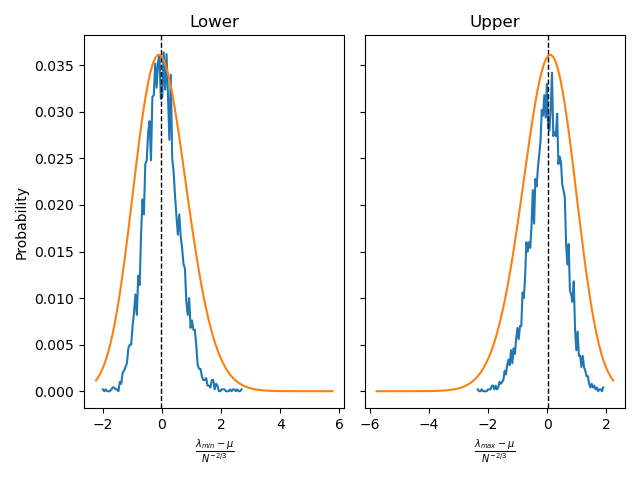 Lower
Upper
Probability
0.035
0.030
0.025
0.020
0.015
0.010
0.005
0.000
−2 0 2 4 6
−6 −4 −2 0 2
λmin − μ
N−2/3
λmax − μ
N−2/3